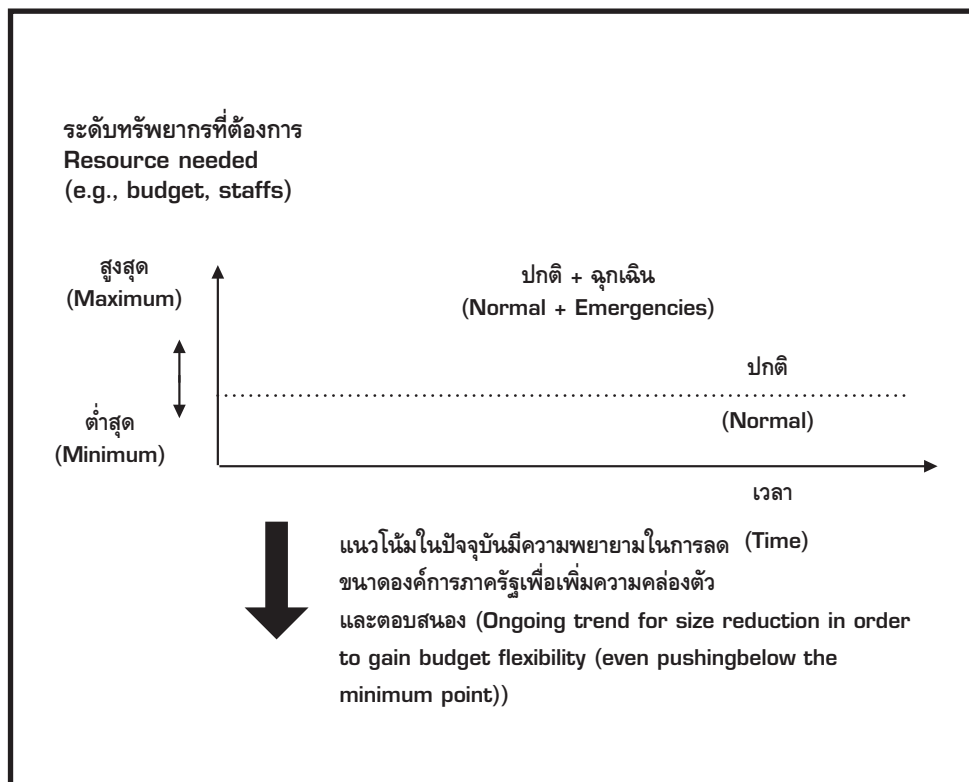 ระดับทรัพยากรที่ต้องการ
Resource needed
(e.g., budget, staffs)
สูงสุด
(Maximum)
ปกติ + ฉุกเฉิน
(Normal + Emergencies)
ปกติ
ต่ำสุด
(Normal)
(Minimum)
เวลา
(Time)
แนวโน้มในปัจจุบันมีความพยายามในการลด
ขนาดองค์การภาครัฐเพื่อเพิ่มความคล่องตัว
และตอบสนอง (Ongoing trend for size reduction in order
to gain budget flexibility (even pushingbelow the
minimum point))